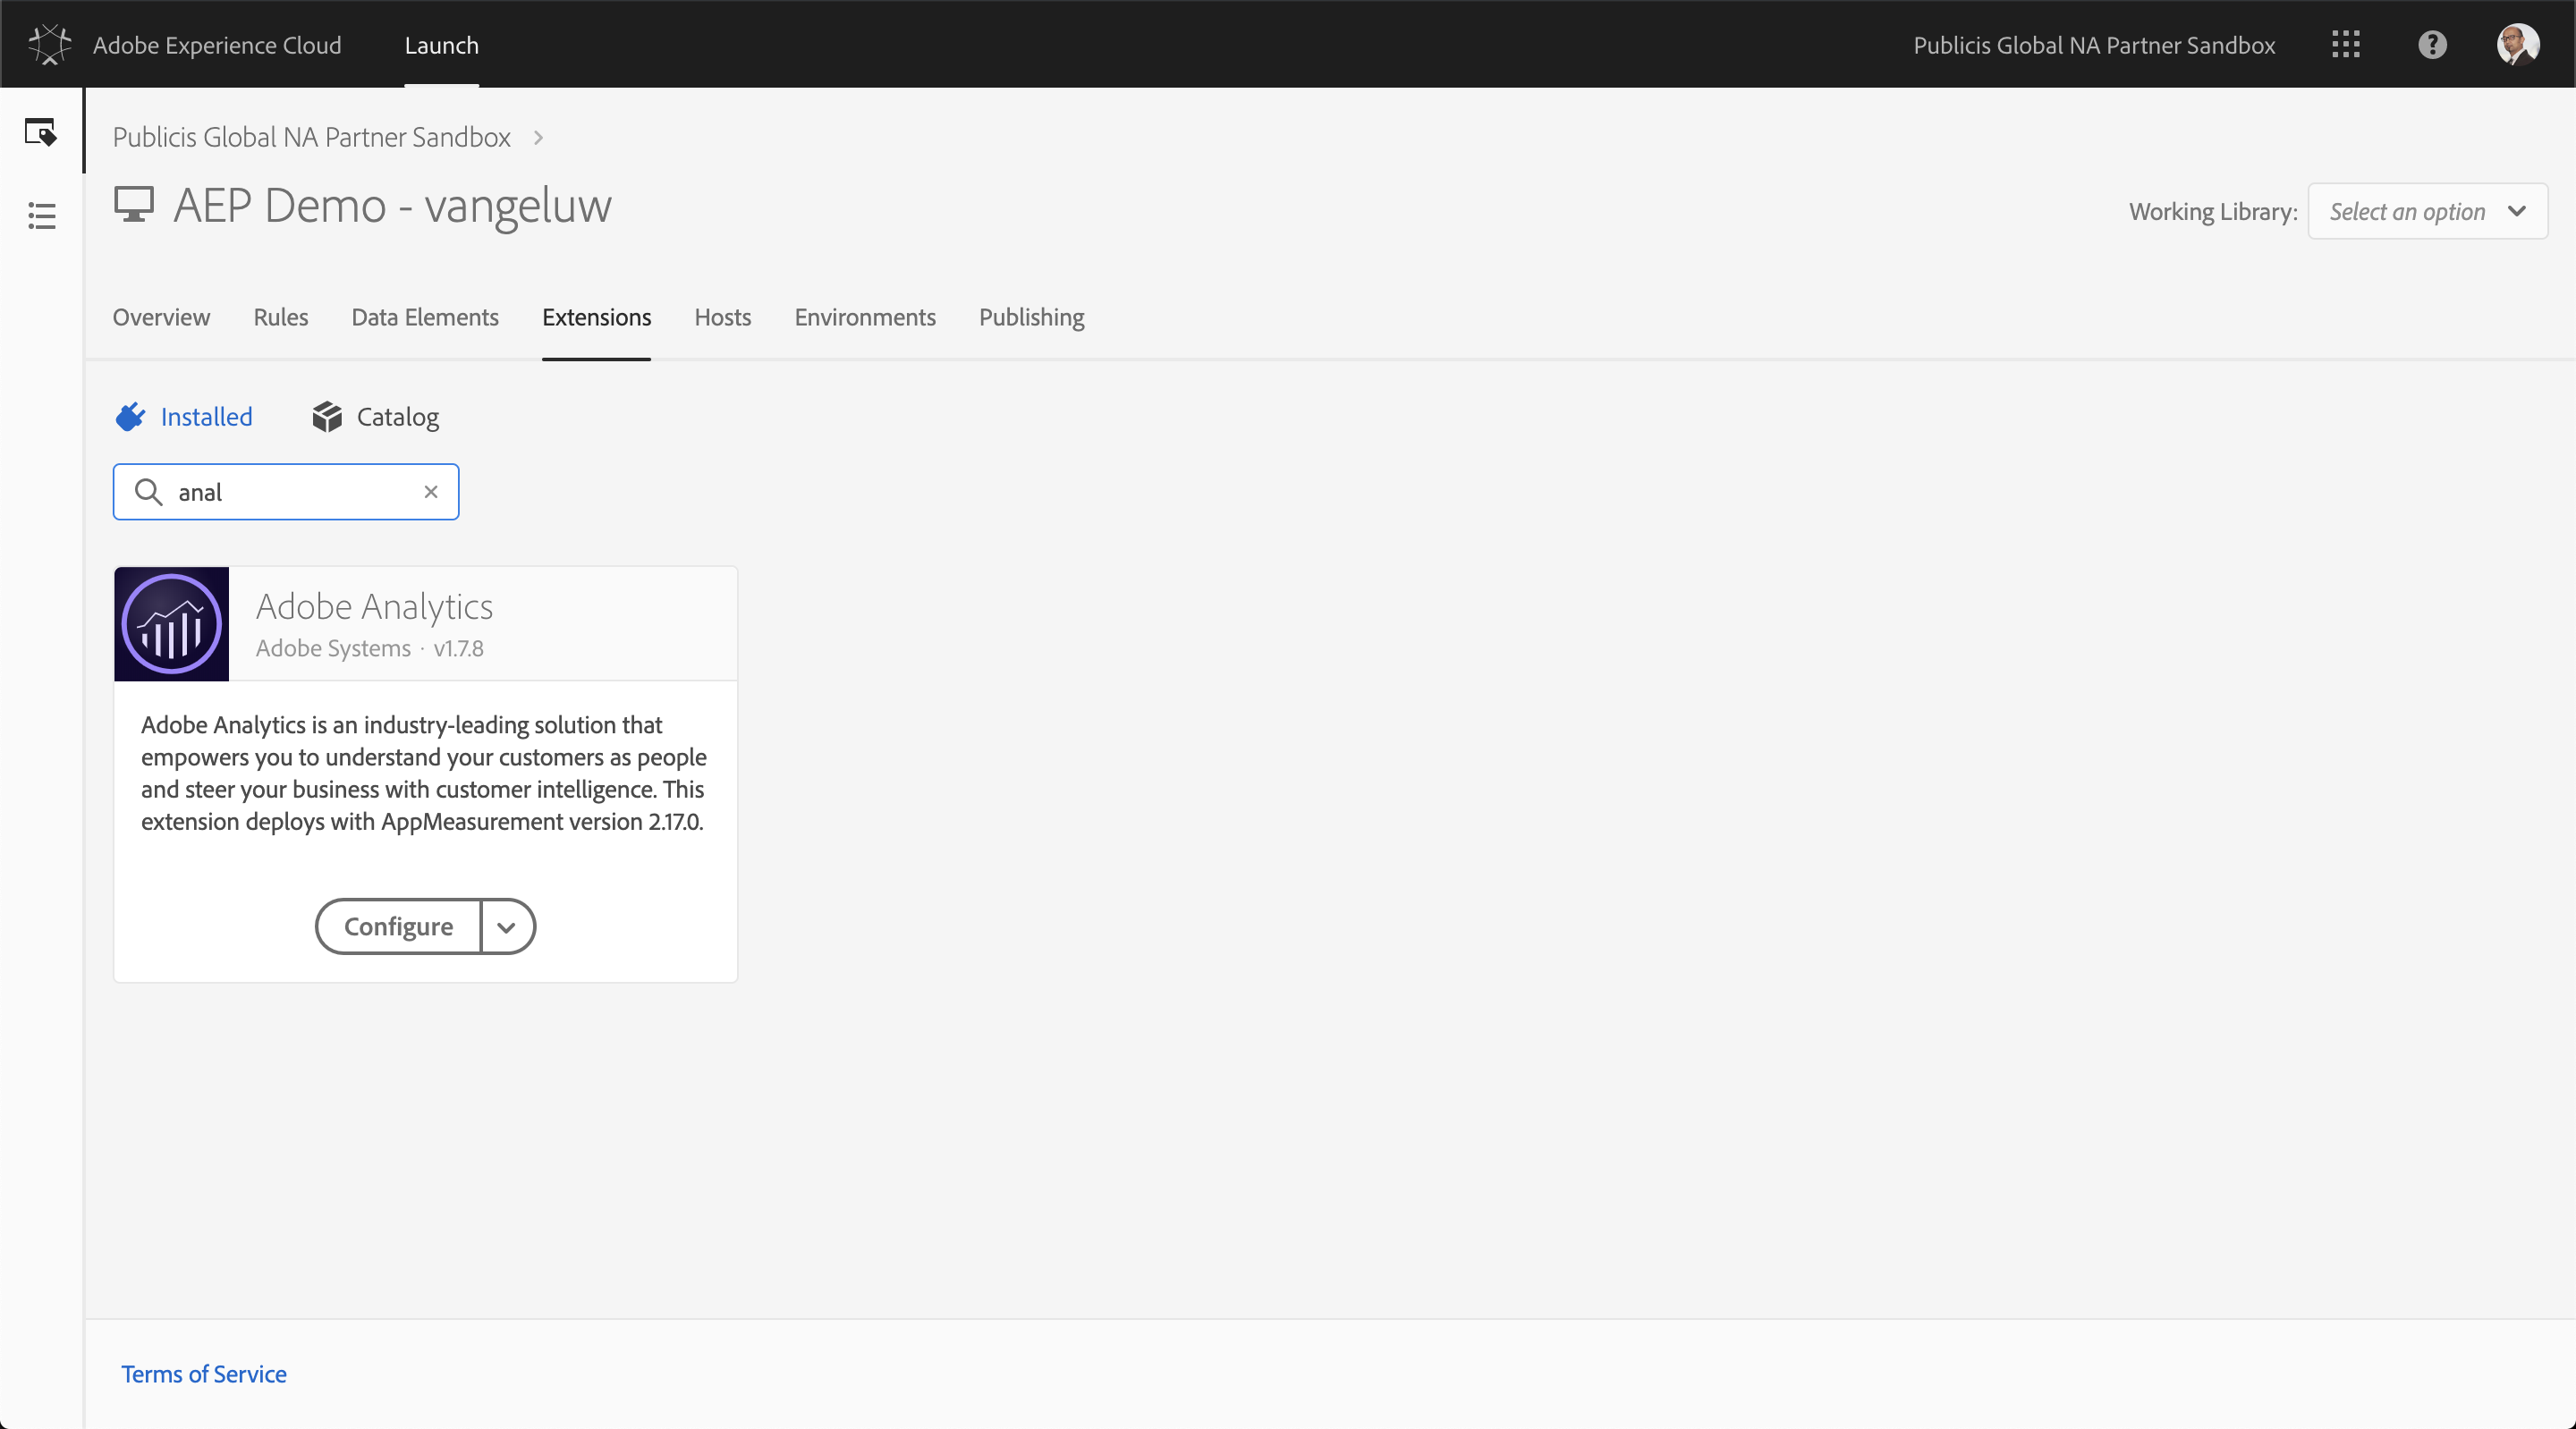 Adobe Experience Cloud
Launch
Publicis Global NA Partner Sandbox
Publicis Global NA Partner Sandbox
AEP Demo - vangeluw
Working Library:
Select an option
Overview
Rules
Data Elements
Extensions
Hosts
Environments
Publishing
Installed
Catalog
anal
Adobe Analytics
Adobe Systems · v1.7.8
Adobe Analytics is an industry-leading solution that
empowers you to understand your customers as people
and steer your business with customer intelligence. This
extension deploys with AppMeasurement version 2.17.0.
Configure
Terms of Service